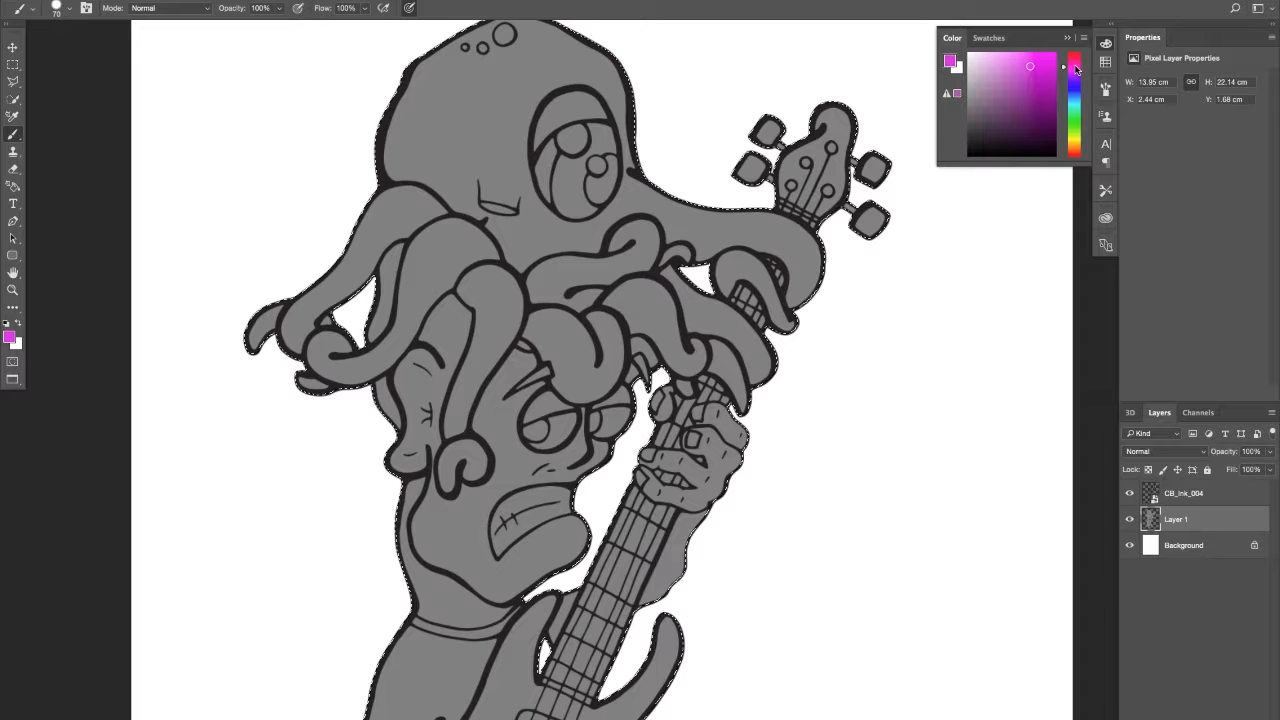 70 Mode: Normal Opacity: 100% Flow: 100%
Color Swatches
Properties
Pixel Layer Properties
W: 13.95 cm H: 22.14 cm
X: 2.44 cm Y: 1.68 cm
3D Layers Channels
Kind
Normal Opacity: 100%
Lock: Fill: 100%
CB_Ink_004
Layer 1
Background